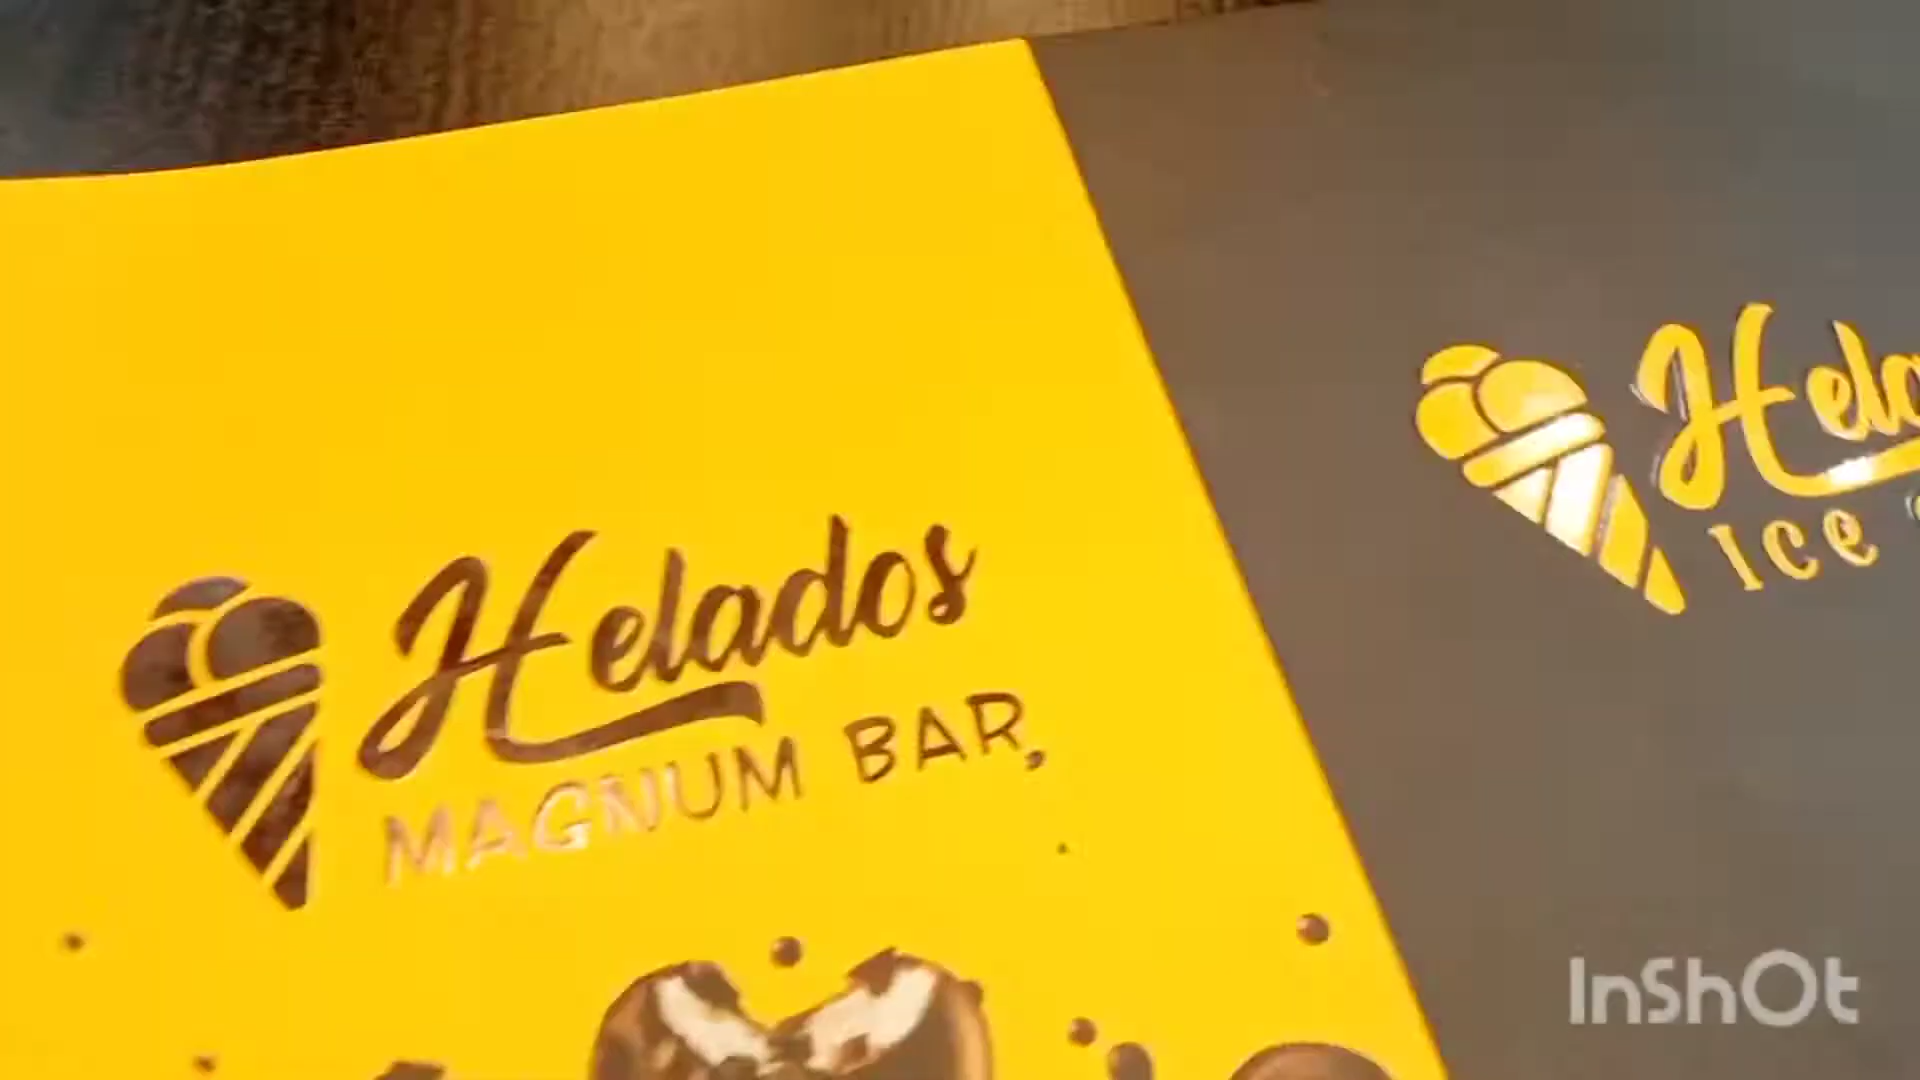 Helados
MAGNUM BAR,
Hela
Ice
InShOt